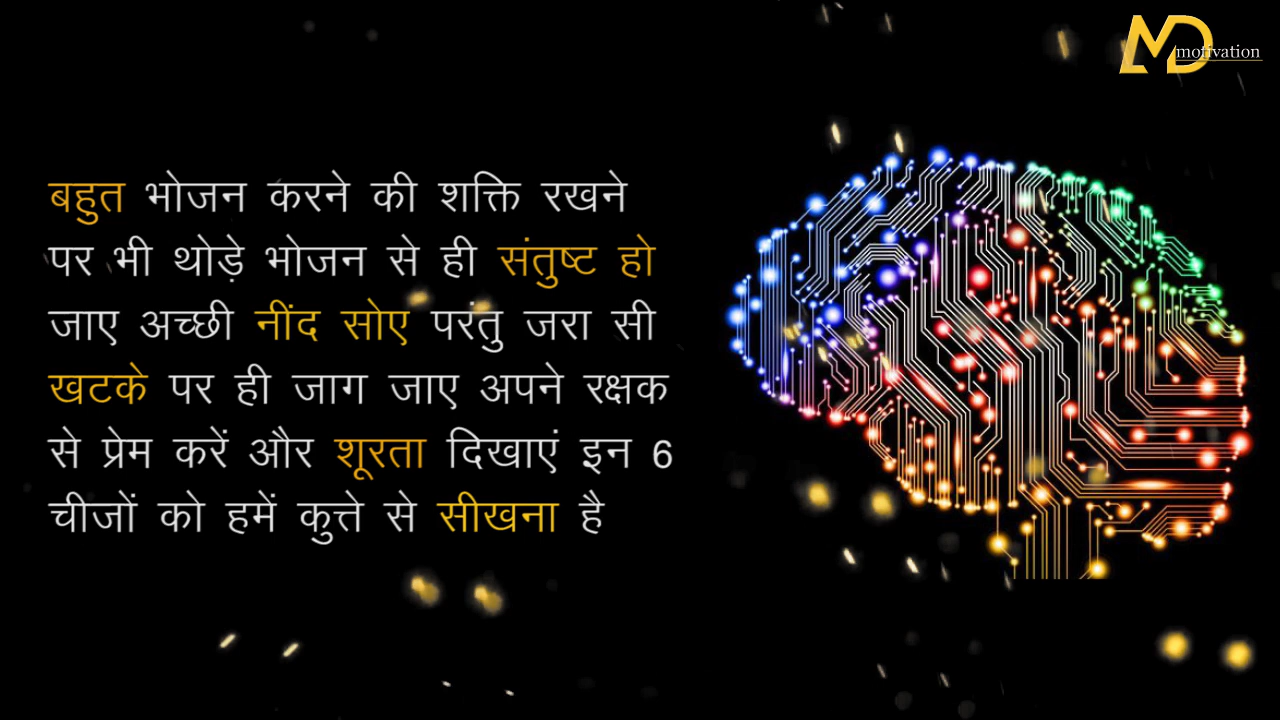 MD motivation
बहुत भोजन करने की शक्ति रखने
पर भी थोड़े भोजन से ही संतुष्ट हो
जाए अच्छी नींद सोए परंतु जरा सी
खटके पर ही जाग जाए अपने रक्षक
से प्रेम करें और शूरता दिखाएं इन 6
चीजों को हमें कुत्ते से सीखना है